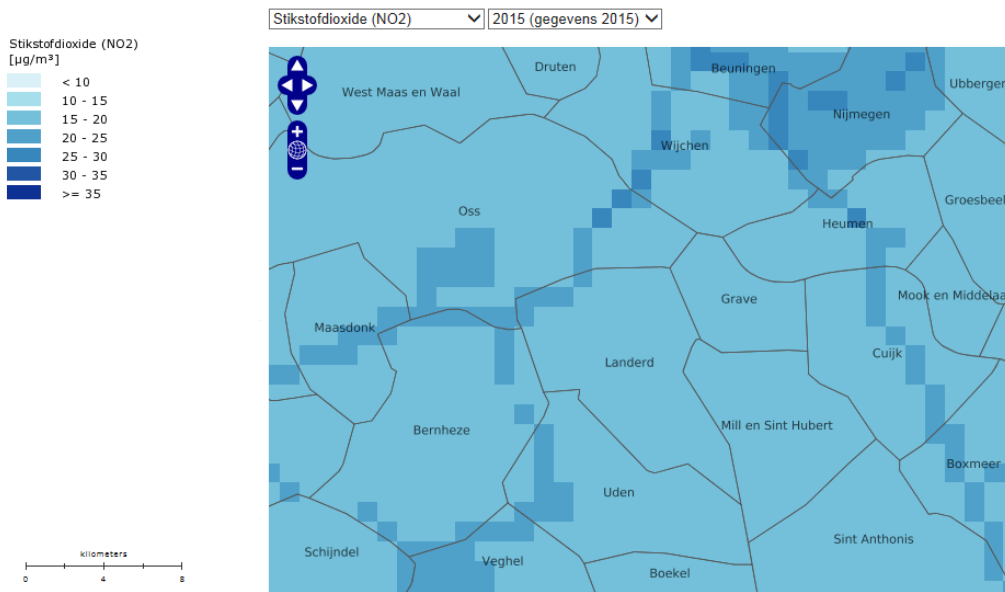 Stikstofdioxide (NO2) 2015 (gegevens 2015)
Stikstofdioxide (NO2)
[µg/m³]
< 10
10 - 15
15 - 20
20 - 25
25 - 30
30 - 35
>= 35
Druten
Beuningen
Ubbergen
West Maas en Waal
Nijmegen
Wijchen
Groesbeek
Oss
Heumen
Grave
Mook en Middelaa
Maasdonk
Cuijk
Landerd
Bernheze
Mill en Sint Hubert
Boxmeer
Uden
Sint Anthonis
Schijndel
Veghel
Boekel
kilometers
0 4 8